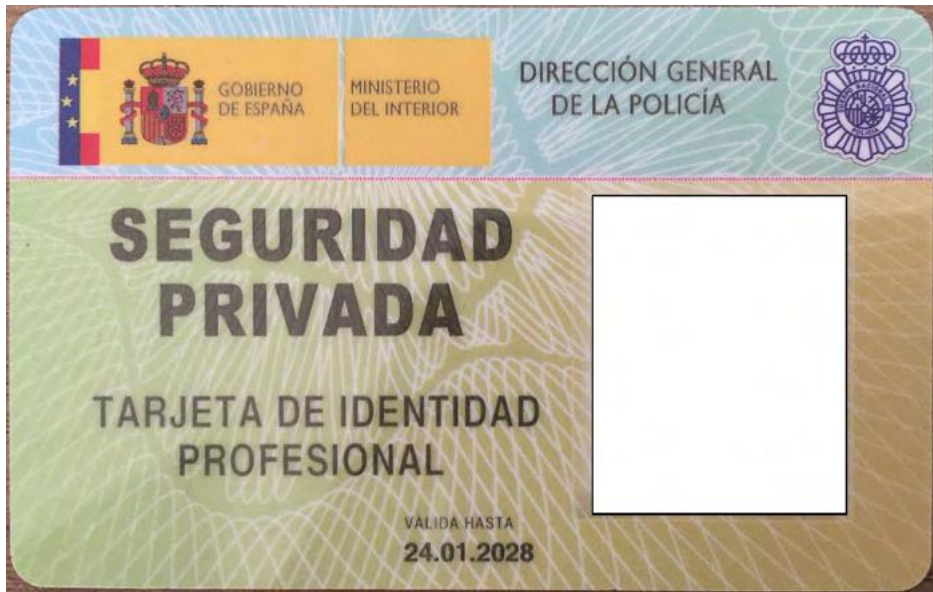 GOBIERNO
DE ESPAÑA
MINISTERIO
DEL INTERIOR
DIRECCIÓN GENERAL
DE LA POLICÍA
SEGURIDAD
PRIVADA
TARJETA DE IDENTIDAD
PROFESIONAL
VÁLIDA HASTA
24.01.2028